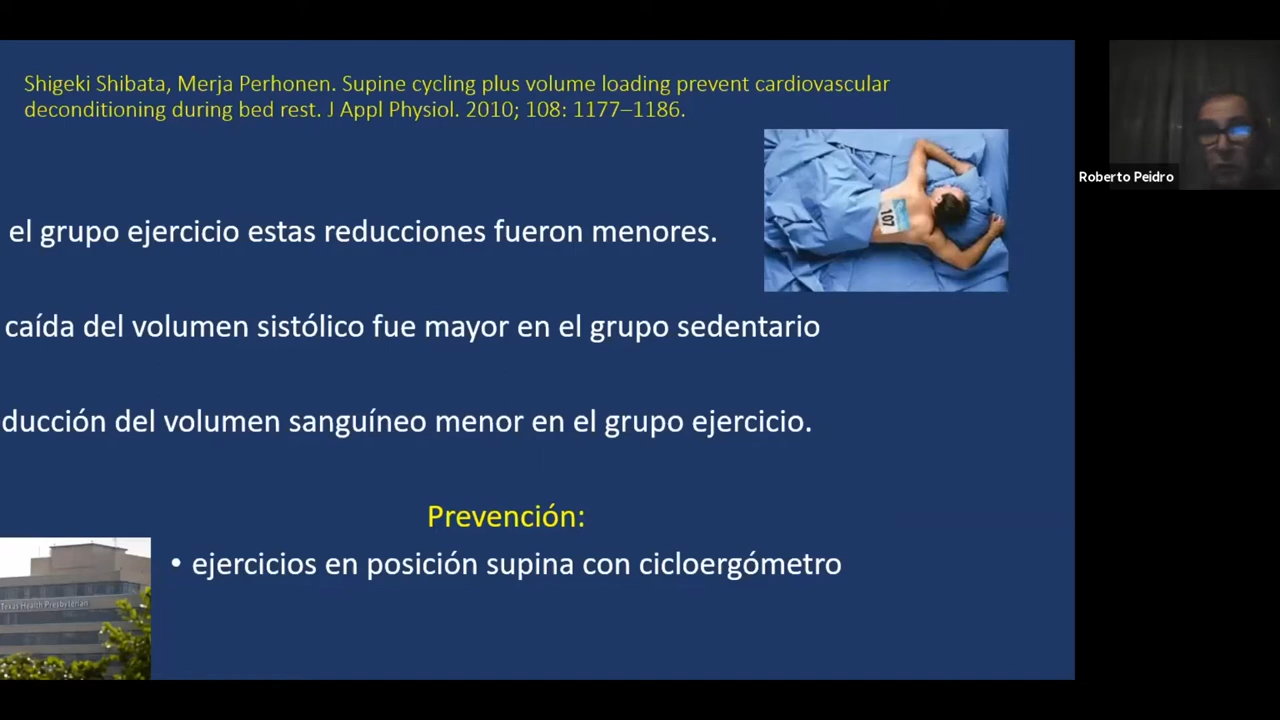 Shigeki Shibata, Merja Perhonen. Supine cycling plus volume loading prevent cardiovascular
deconditioning during bed rest. J Appl Physiol. 2010; 108: 1177–1186.
Roberto Peidro
107
el grupo ejercicio estas reducciones fueron menores.
caída del volumen sistólico fue mayor en el grupo sedentario
ducción del volumen sanguíneo menor en el grupo ejercicio.
Prevención:
• ejercicios en posición supina con cicloergómetro
Texas Health Presbyterian